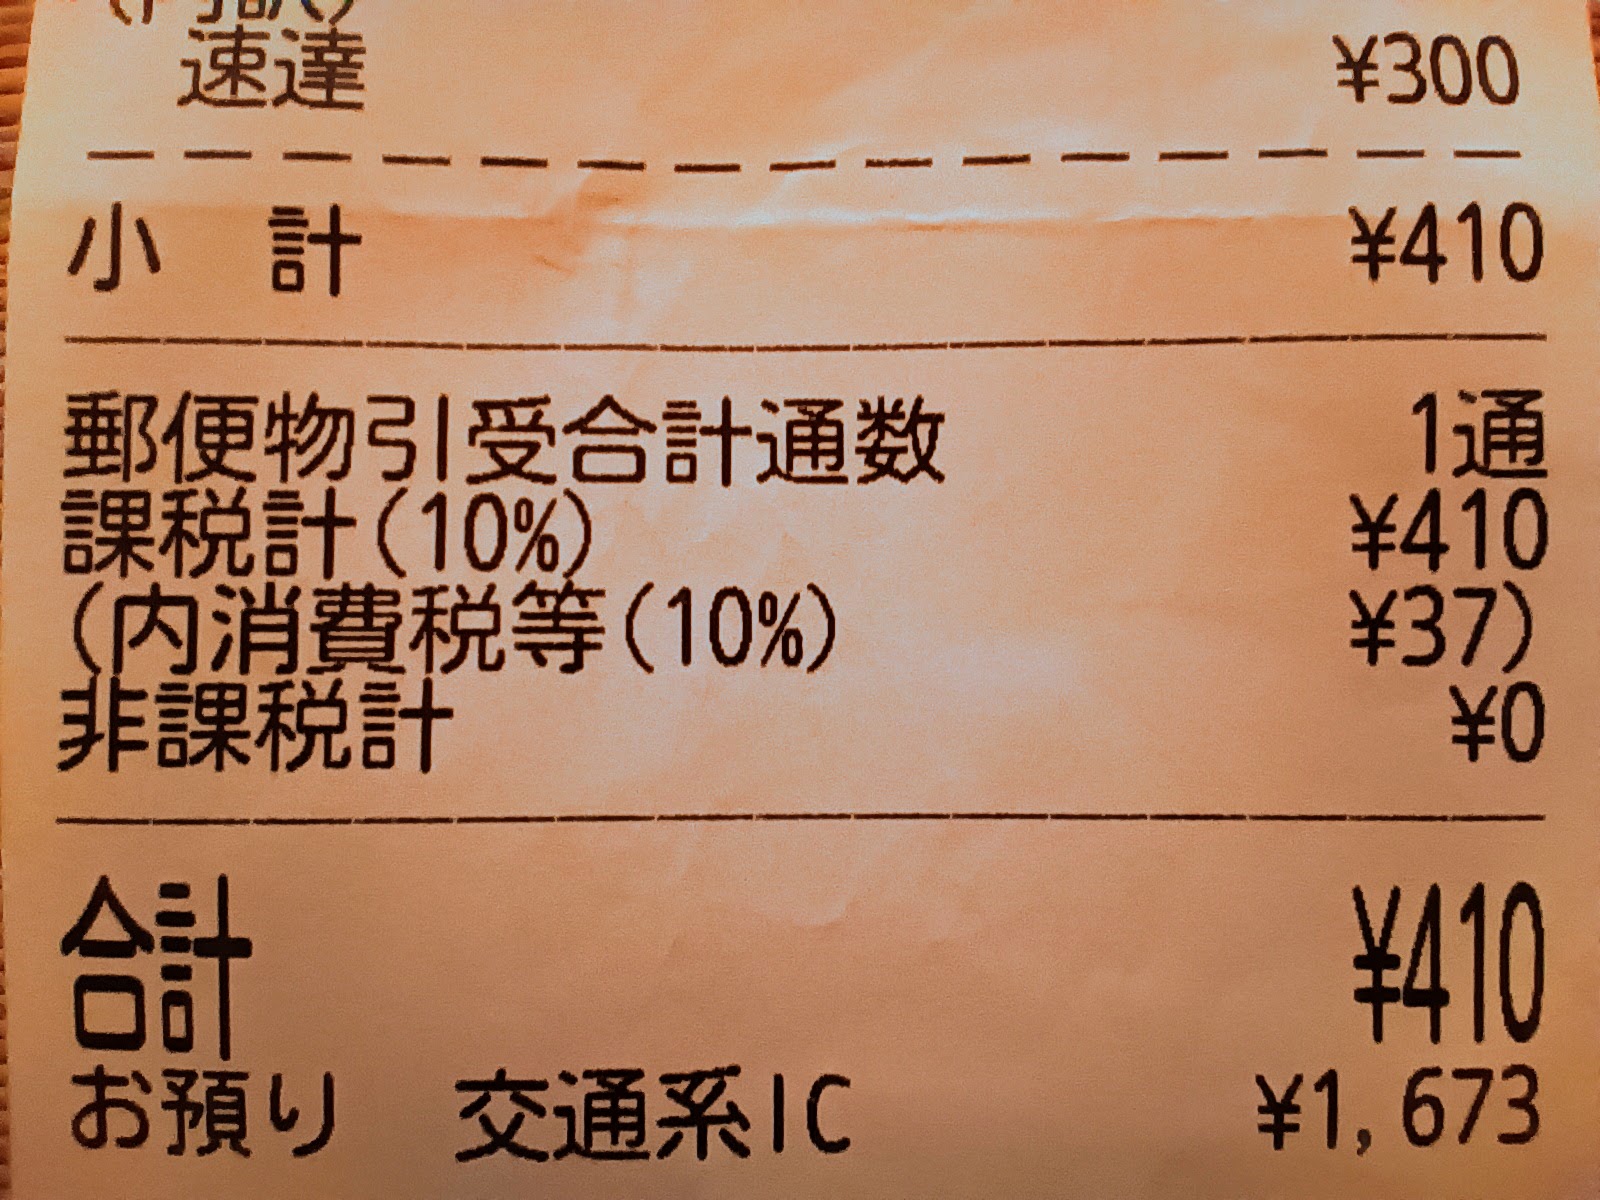 速達 ¥300
小 計 ¥410
郵便物引受合計通数 1通
課税計(10%) ¥410
(内消費税等(10%) ¥37)
非課税計 ¥0
合計 ¥410
お預り 交通系IC ¥1,673